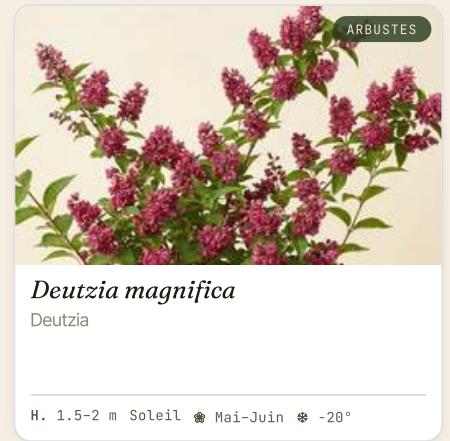 ARBUSTES
Deutzia magnifica
Deutzia
H. 1.5–2 m Soleil ❀ Mai–Juin ❄ -20°